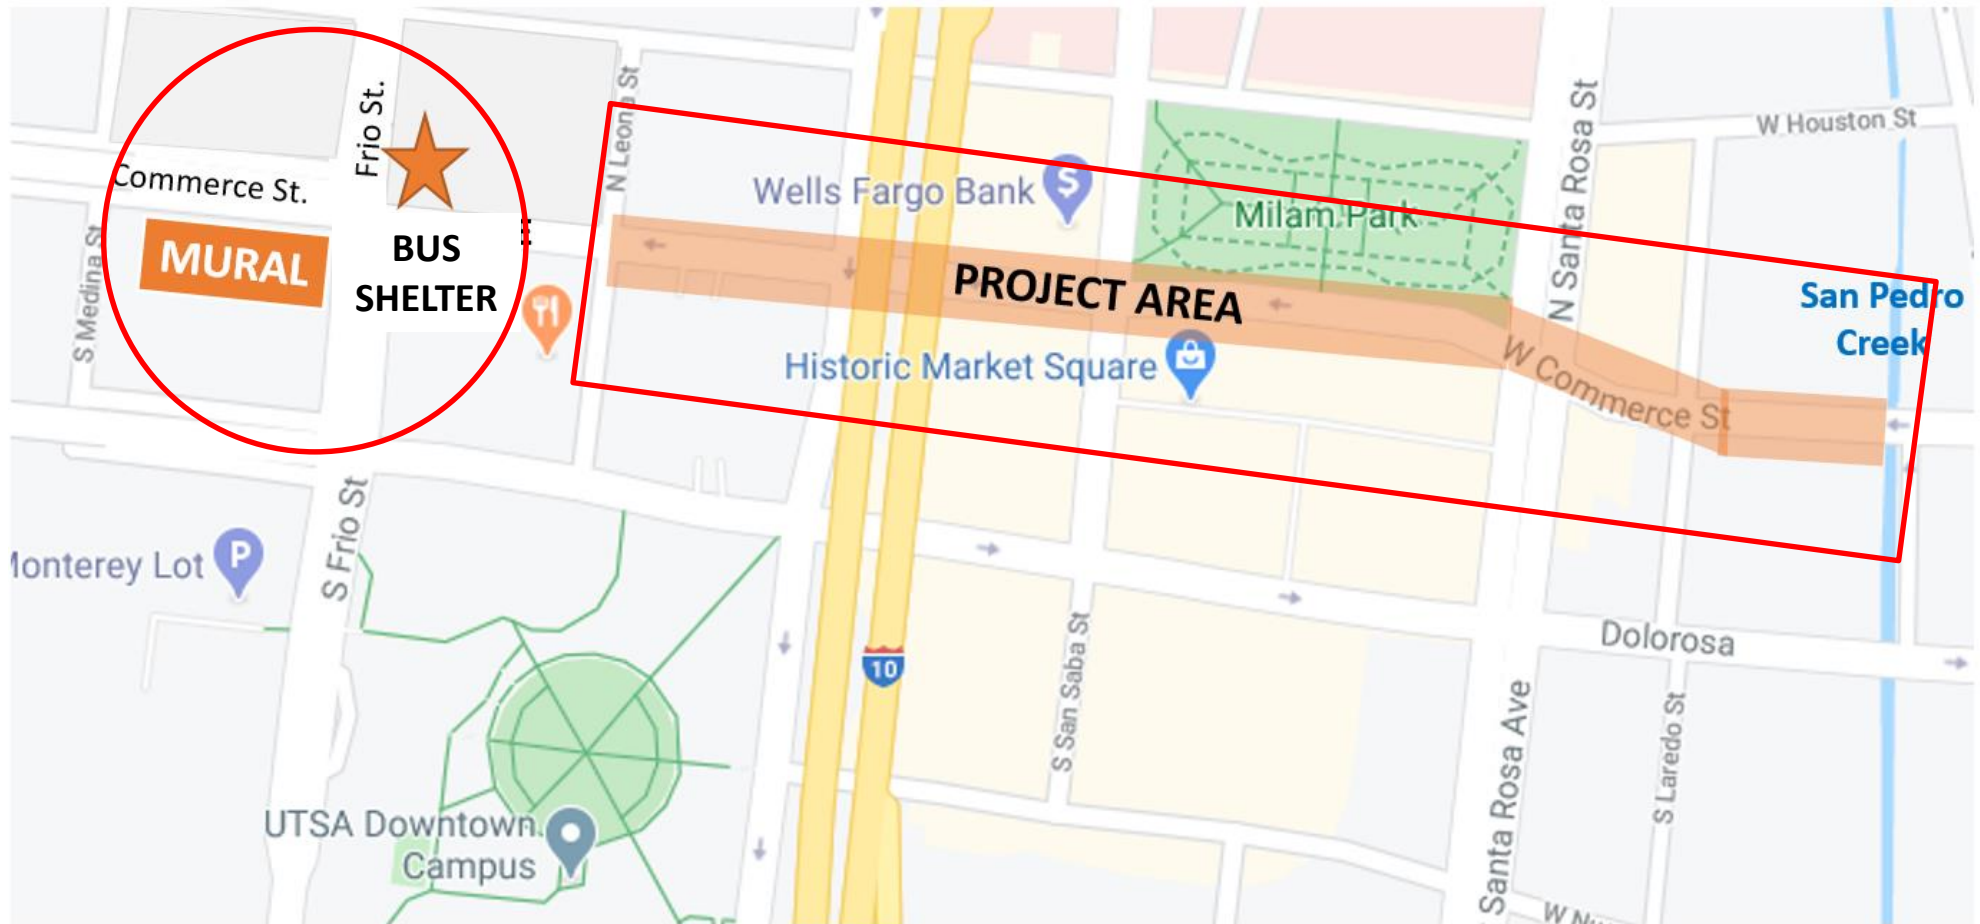 Frio St.
N Leona St
N Santa Rosa St
W Houston St
Commerce St.
Wells Fargo Bank
Milam Park
MURAL
BUS
SHELTER
S Medina St
PROJECT AREA
San Pedro
Creek
Historic Market Square
W Commerce St
Monterey Lot
P
S Frio St
10
Dolorosa
S San Saba St
S Laredo St
Santa Rosa Ave
UTSA Downtown
Campus